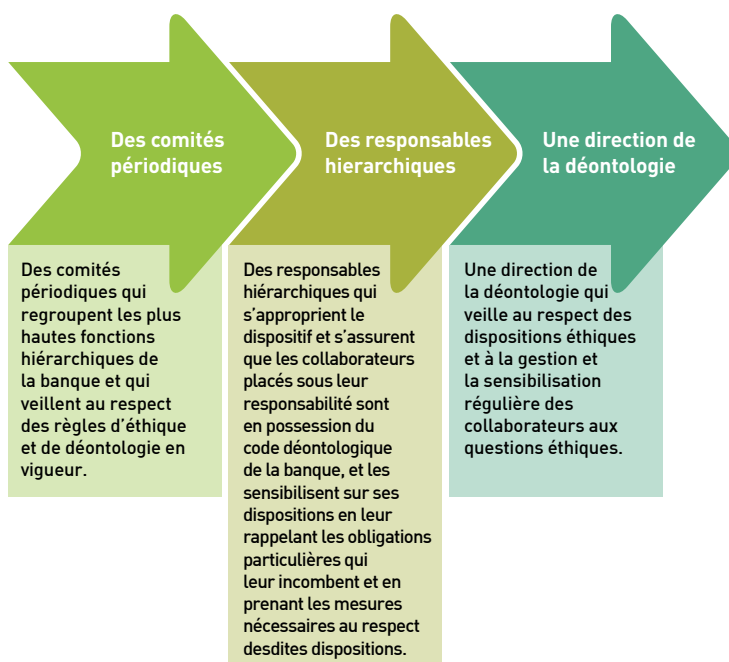 Des comités
périodiques
Des responsables
hierarchiques
Une direction de
la déontologie
Des comités
périodiques qui
regroupent les plus
hautes fonctions
hiérarchiques de
la banque et qui
veillent au respect
des règles d'éthique
et de déontologie en
vigueur.
Des responsables
hiérarchiques qui
s'approprient le
dispositif et s'assurent
que les collaborateurs
placés sous leur
responsabilité sont
en possession du
code déontologique
de la banque, et les
sensibilisent sur ses
dispositions en leur
rappelant les obligations
particulières qui
leur incombent et en
prenant les mesures
nécessaires au respect
desdites dispositions.
Une direction de
la déontologie qui
veille au respect des
dispositions éthiques
et à la gestion et
la sensibilisation
régulière des
collaborateurs aux
questions éthiques.